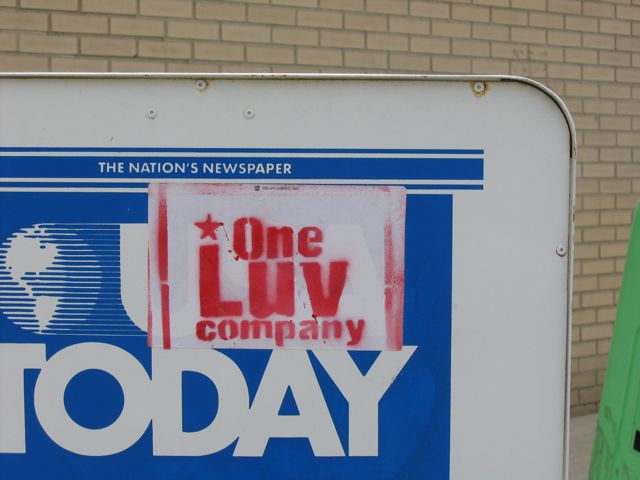 THE NATION'S NEWSPAPER
One
Luv
company
TODAY